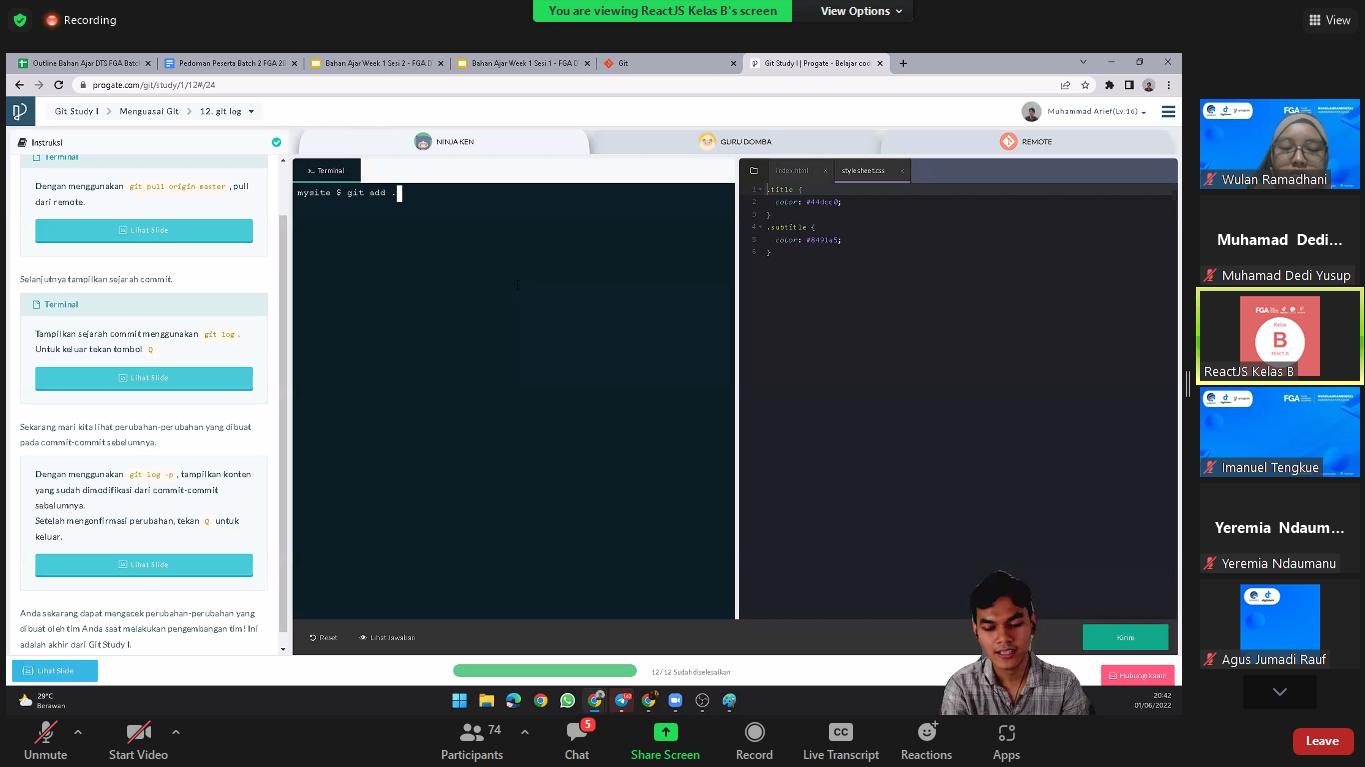 Recording
You are viewing ReactJS Kelas B's screen
View Options
View
Outline Bahan Ajar DTS FGA Batch
Pedoman Peserta Batch 2 FGA 20
Bahan Ajar Week 1 Sesi 2 - FGA D
Bahan Ajar Week 1 Sesi 1 - FGA D
Git
Git Study I | Progate - Belajar cod
progate.com/git/study/1/12#/24
Git Study I
Menguasai Git
12. git log
Muhammad Arief(Lv.16)
Instruksi
NINJA KEN
GURU DOMBA
REMOTE
Terminal
Dengan menggunakan git pull origin master, pull
dari remote.
Lihat Slide
Selanjutnya tampilkan sejarah commit.
Terminal
Tampilkan sejarah commit menggunakan git log.
Untuk keluar tekan tombol Q
Lihat Slide
Sekarang mari kita lihat perubahan-perubahan yang dibuat
pada commit-commit sebelumnya.
Dengan menggunakan git log -p, tampilkan konten
yang sudah dimodifikasi dari commit-commit
sebelumnya.
Setelah mengonfirmasi perubahan, tekan Q untuk
keluar.
Lihat Slide
Anda sekarang dapat mengecek perubahan-perubahan yang
dibuat oleh tim Anda saat melakukan pengembangan tim! Ini
adalah akhir dari Git Study I.
Lihat Slide
Terminal
mysite $ git add .
Reset
Lihat Jawaban
index.html
stylesheet.css
1 .title {
2 color: #44dcc0;
3 }
4 .subtitle {
5 color: #8491a5;
6 }
Kirim
12/ 12 Sudah diselesaikan
Hubungi kami!
29°C
Berawan
20:42
01/06/2022
FGA
Wulan Ramadhani
Muhamad Dedi...
Muhamad Dedi Yusup
FGA
Kelas
B
REACT JS
ReactJS Kelas B
FGA
Imanuel Tengkue
Yeremia Ndaum...
Yeremia Ndaumanu
Agus Jumadi Rauf
Unmute
Start Video
74
Participants
5
Chat
Share Screen
Record
CC
Live Transcript
Reactions
Apps
Leave